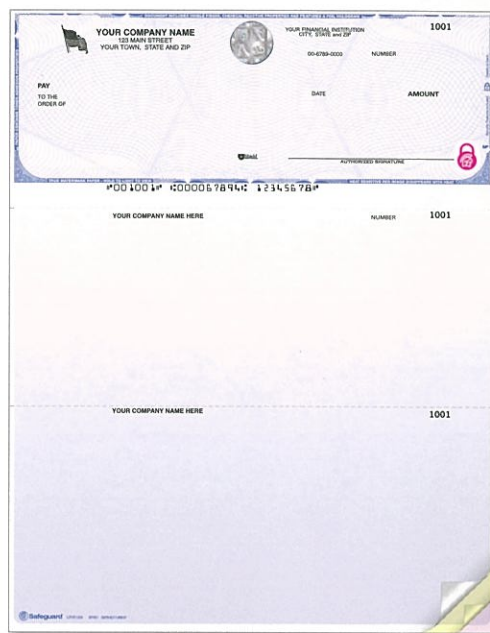 YOUR COMPANY NAME
123 MAIN STREET
YOUR TOWN, STATE AND ZIP
YOUR FINANCIAL INSTITUTION
CITY, STATE and ZIP
00-6789-0000
NUMBER
1001
PAY
TO THE
ORDER OF
DATE
AMOUNT
AUTHORIZED SIGNATURE
⑈001001⑈ ⑆000067894⑆ 12345678⑈
YOUR COMPANY NAME HERE
NUMBER
1001
YOUR COMPANY NAME HERE
1001
Safeguard